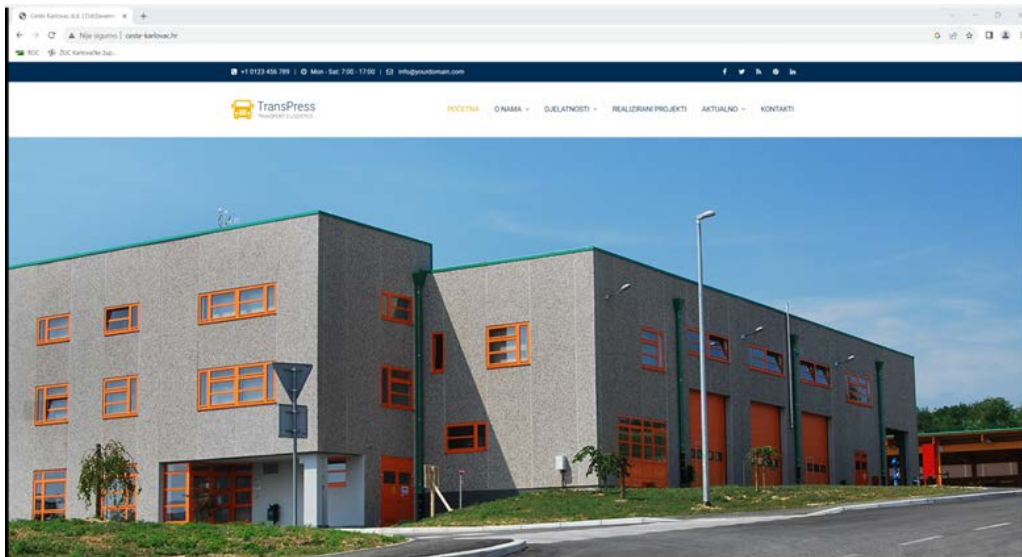 Ceste Karlovac d.d. | Održavanje
Nije sigurno | ceste-karlovac.hr
ROC ŽUC Karlovačke žup...
+1 0123 456 789 | Mon - Sat: 7:00 - 17:00 | info@yourdomain.com
TransPress
TRANSPORT & LOGISTICS
POČETNA O NAMA DJELATNOSTI REALIZIRANI PROJEKTI AKTUALNO KONTAKTI